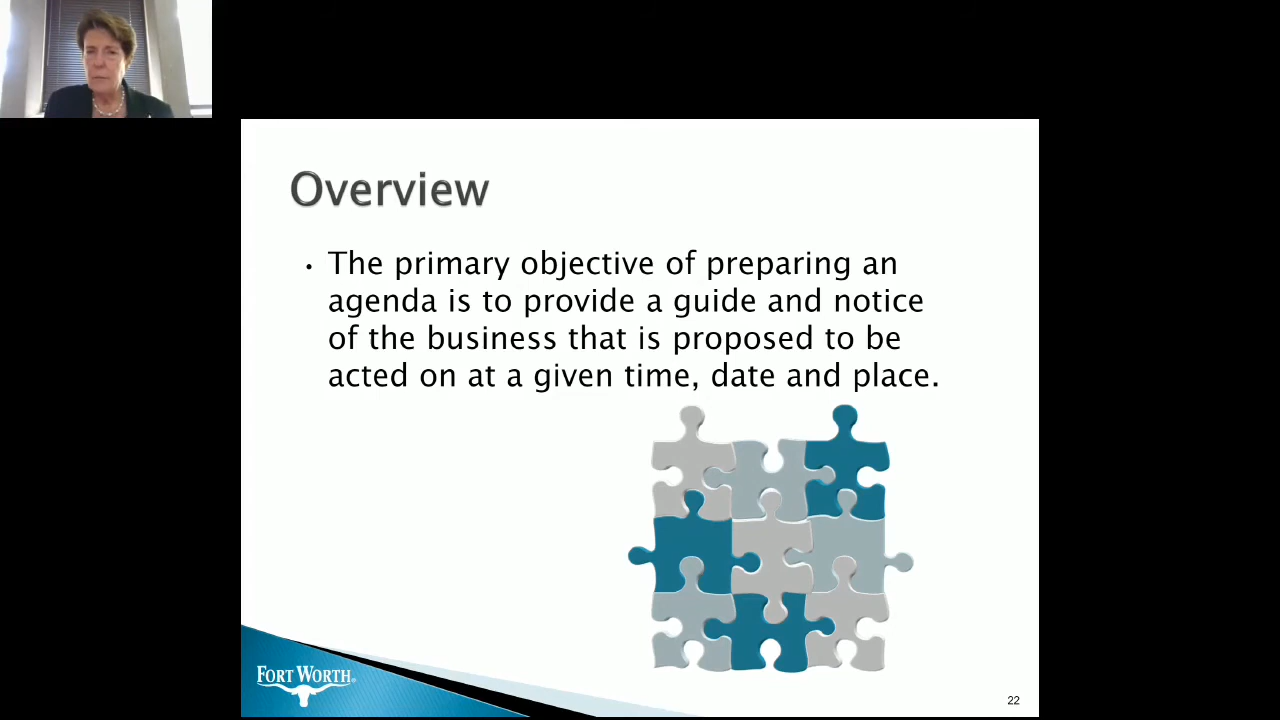 Overview
• The primary objective of preparing an
agenda is to provide a guide and notice
of the business that is proposed to be
acted on at a given time, date and place.
FORT WORTH®
22